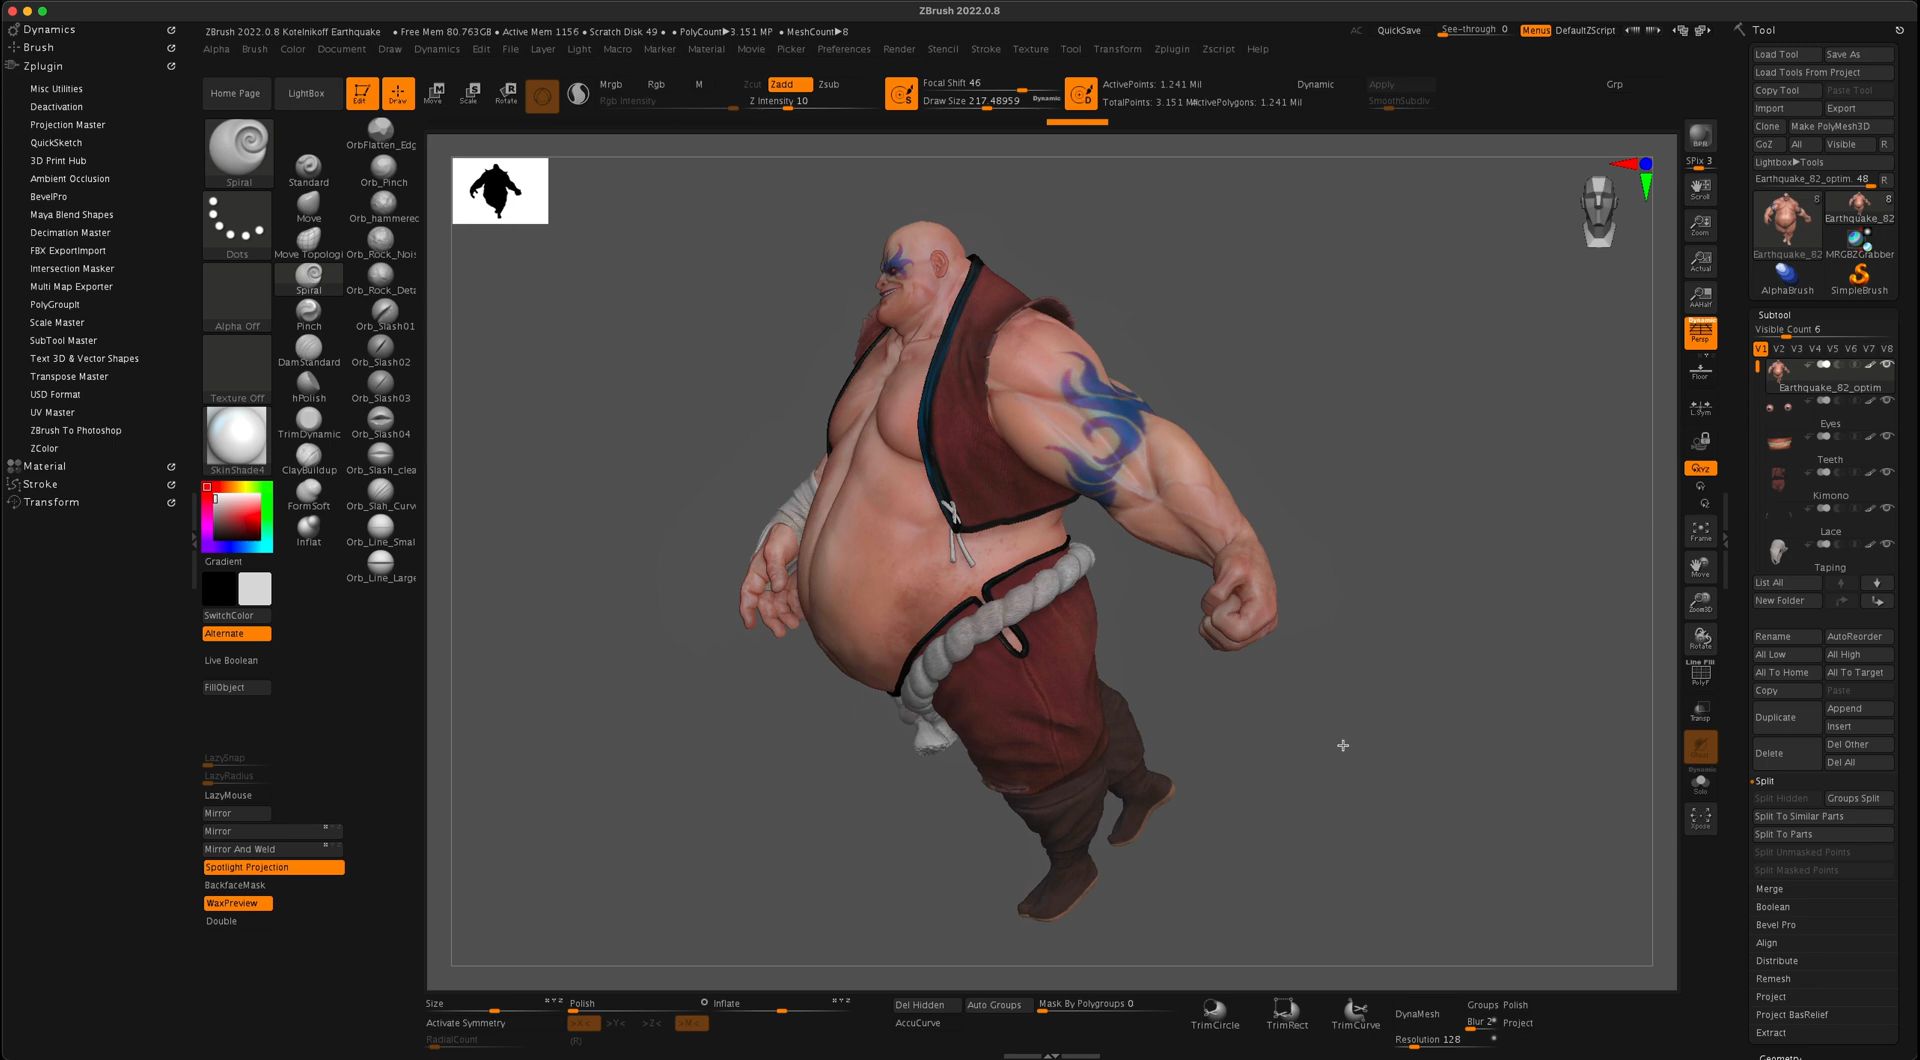 ZBrush 2022.0.8
Dynamics
Brush
Zplugin
Misc Utilities
Deactivation
Projection Master
QuickSketch
3D Print Hub
Ambient Occlusion
BevelPro
Maya Blend Shapes
Decimation Master
FBX ExportImport
Intersection Masker
Multi Map Exporter
PolyGroupIt
Scale Master
SubTool Master
Text 3D & Vector Shapes
Transpose Master
USD Format
UV Master
ZBrush To Photoshop
ZColor
Material
Stroke
Transform
ZBrush 2022.0.8 Kotelnikoff Earthquake • Free Mem 80.763GB • Active Mem 1156 • Scratch Disk 49 • PolyCount►3.151 MP • MeshCount►8
AC QuickSave See-through 0 Menus DefaultZScript
Alpha Brush Color Document Draw Dynamics Edit File Layer Light Macro Marker Material Movie Picker Preferences Render Stencil Stroke Texture Tool Transform Zplugin Zscript Help
Home Page LightBox Edit Draw Move Scale Rotate
Mrgb Rgb M Zcut Zadd Zsub
Rgb Intensity Z Intensity 10
Focal Shift 46
Draw Size 217.48959 Dynamic
ActivePoints: 1.241 Mil
TotalPoints: 3.151 Mil
ActivePolygons: 1.241 Mil
Dynamic Apply Grp
SmoothSubdiv
Spiral
Dots
Alpha Off
Texture Off
SkinShade4
Gradient
SwitchColor
Alternate
Live Boolean
FillObject
LazySnap
LazyRadius
LazyMouse
Mirror
Mirror
Mirror And Weld
Spotlight Projection
BackfaceMask
WaxPreview
Double
Standard
Move
Move Topologi
Spiral
Pinch
DamStandard
hPolish
TrimDynamic
ClayBuildup
FormSoft
Inflat
OrbFlatten_Edg
Orb_Pinch
Orb_hammered
Orb_Rock_Nois
Orb_Rock_Deta
Orb_Slash01
Orb_Slash02
Orb_Slash03
Orb_Slash04
Orb_Slash_clea
Orb_Slah_Curv
Orb_Line_Smal
Orb_Line_Large
BPR
SPix 3
Scroll
Zoom
Actual
AAHalf
Dynamic
Persp
Floor
L.Sym
XYZ
Frame
Move
Zoom3D
Rotate
Line Fill
PolyF
Transp
Dynamic
Solo
Xpose
Tool
Load Tool Save As
Load Tools From Project
Copy Tool Paste Tool
Import Export
Clone Make PolyMesh3D
GoZ All Visible R
Lightbox►Tools
Earthquake_82_optim. 48 R
8 8
Earthquake_82
Earthquake_82 MRGBZGrabber
AlphaBrush SimpleBrush
Subtool
Visible Count 6
V1 V2 V3 V4 V5 V6 V7 V8
Earthquake_82_optim
Eyes
Teeth
Kimono
Lace
Taping
List All
New Folder
Rename AutoReorder
All Low All High
All To Home All To Target
Copy Paste
Duplicate Append
Insert
Delete Del Other
Del All
Split
Split Hidden Groups Split
Split To Similar Parts
Split To Parts
Split Unmasked Points
Split Masked Points
Merge
Boolean
Bevel Pro
Align
Distribute
Remesh
Project
Project BasRelief
Extract
Geometry
Size Polish Inflate
Activate Symmetry >X< >Y< >Z< >M<
RadialCount (R)
Del Hidden Auto Groups Mask By Polygroups 0
AccuCurve
TrimCircle TrimRect TrimCurve
DynaMesh Groups Polish
Blur 2 Project
Resolution 128